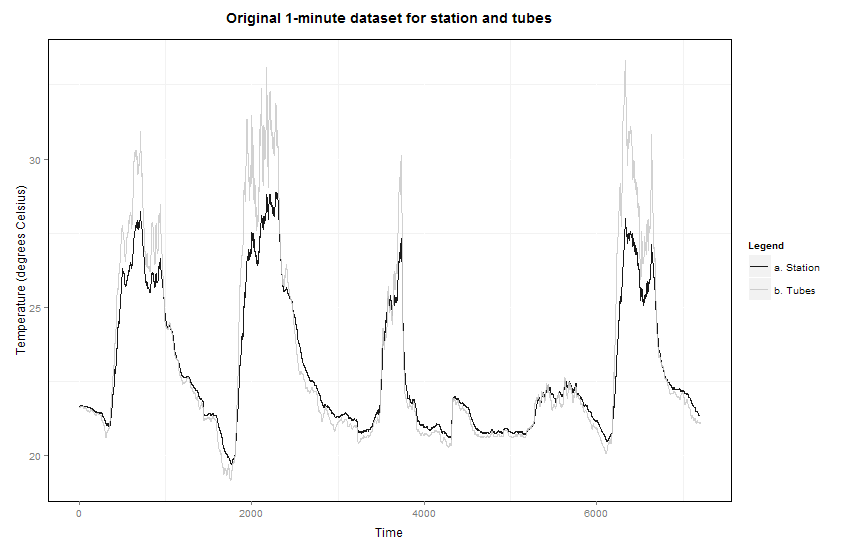 Original 1-minute dataset for station and tubes
Temperature (degrees Celsius)
30
25
20
0
2000
4000
6000
Time
Legend
a. Station
b. Tubes